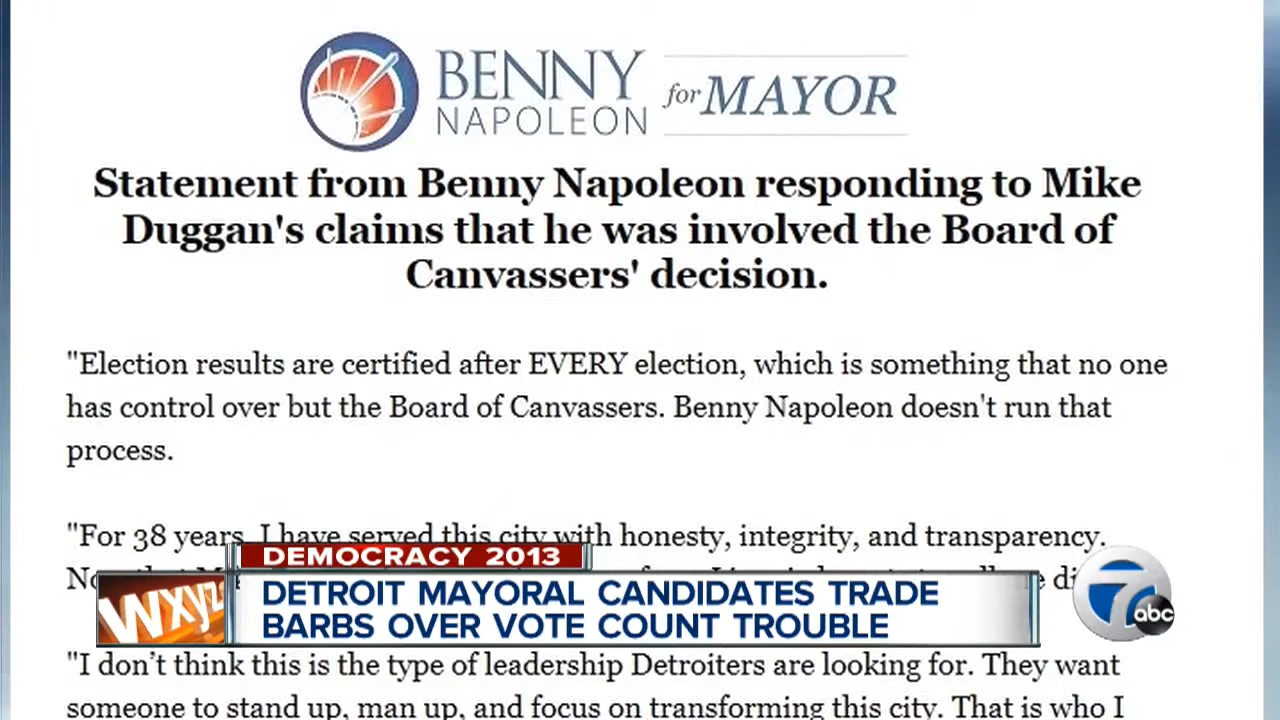 BENNY
NAPOLEON
for MAYOR
Statement from Benny Napoleon responding to Mike
Duggan's claims that he was involved the Board of
Canvassers' decision.
"Election results are certified after EVERY election, which is something that no one
has control over but the Board of Canvassers. Benny Napoleon doesn't run that
process.
"For 38 years, I have served this city with honesty, integrity, and transparency.
DEMOCRACY 2013
WXYZ
DETROIT MAYORAL CANDIDATES TRADE
BARBS OVER VOTE COUNT TROUBLE
7 abc
"I don’t think this is the type of leadership Detroiters are looking for. They want
someone to stand up, man up, and focus on transforming this city. That is who I